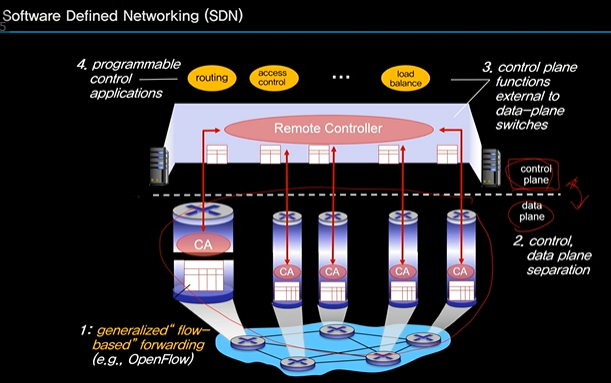 Software Defined Networking (SDN)
5
4. programmable
control
applications
routing
access
control
...
load
balance
3. control plane
functions
external to
data-plane
switches
Remote Controller
control
plane
data
plane
CA
CA
CA
CA
CA
2. control,
data plane
separation
1: generalized“ flow-
based” forwarding
(e.g., OpenFlow)